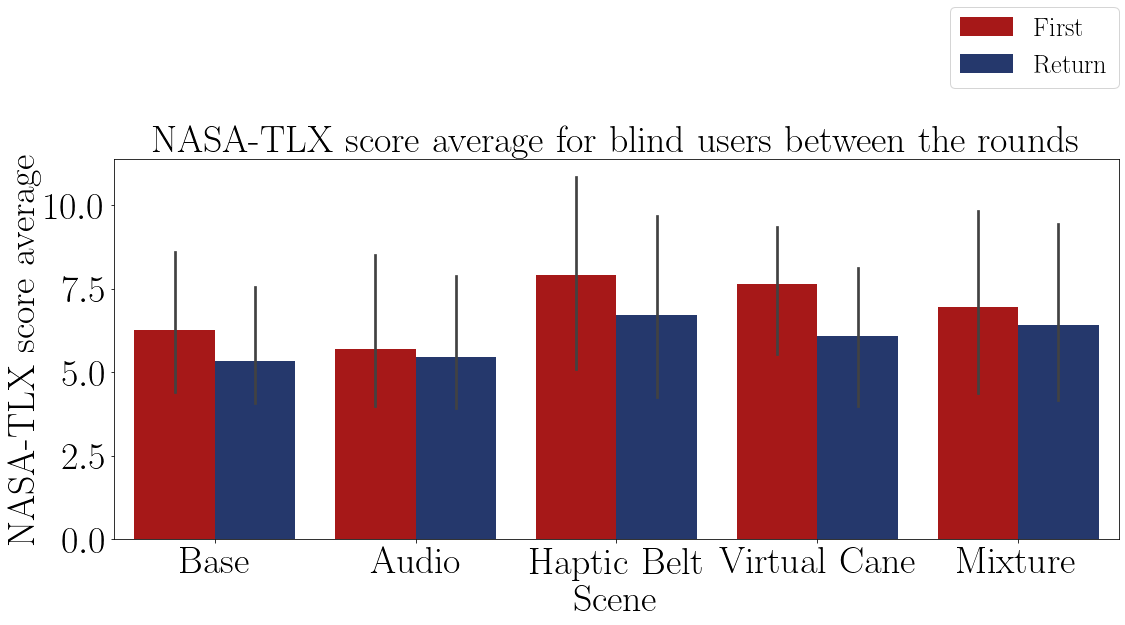 First
Return
NASA-TLX score average for blind users between the rounds
NASA-TLX score average
10.0
7.5
5.0
2.5
0.0
Base Audio Haptic Belt Virtual Cane Mixture
Scene